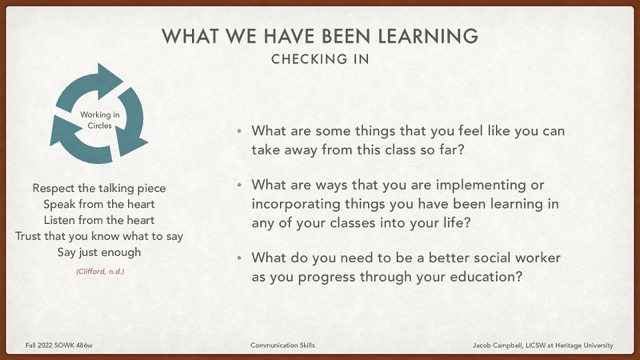 WHAT WE HAVE BEEN LEARNING
CHECKING IN
Working in
Circles
Respect the talking piece
Speak from the heart
Listen from the heart
Trust that you know what to say
Say just enough
(Clifford, n.d.)
• What are some things that you feel like you can
take away from this class so far?
• What are ways that you are implementing or
incorporating things you have been learning in
any of your classes into your life?
• What do you need to be a better social worker
as you progress through your education?
Fall 2022 SOWK 486w
Communication Skills
Jacob Campbell, LICSW at Heritage University